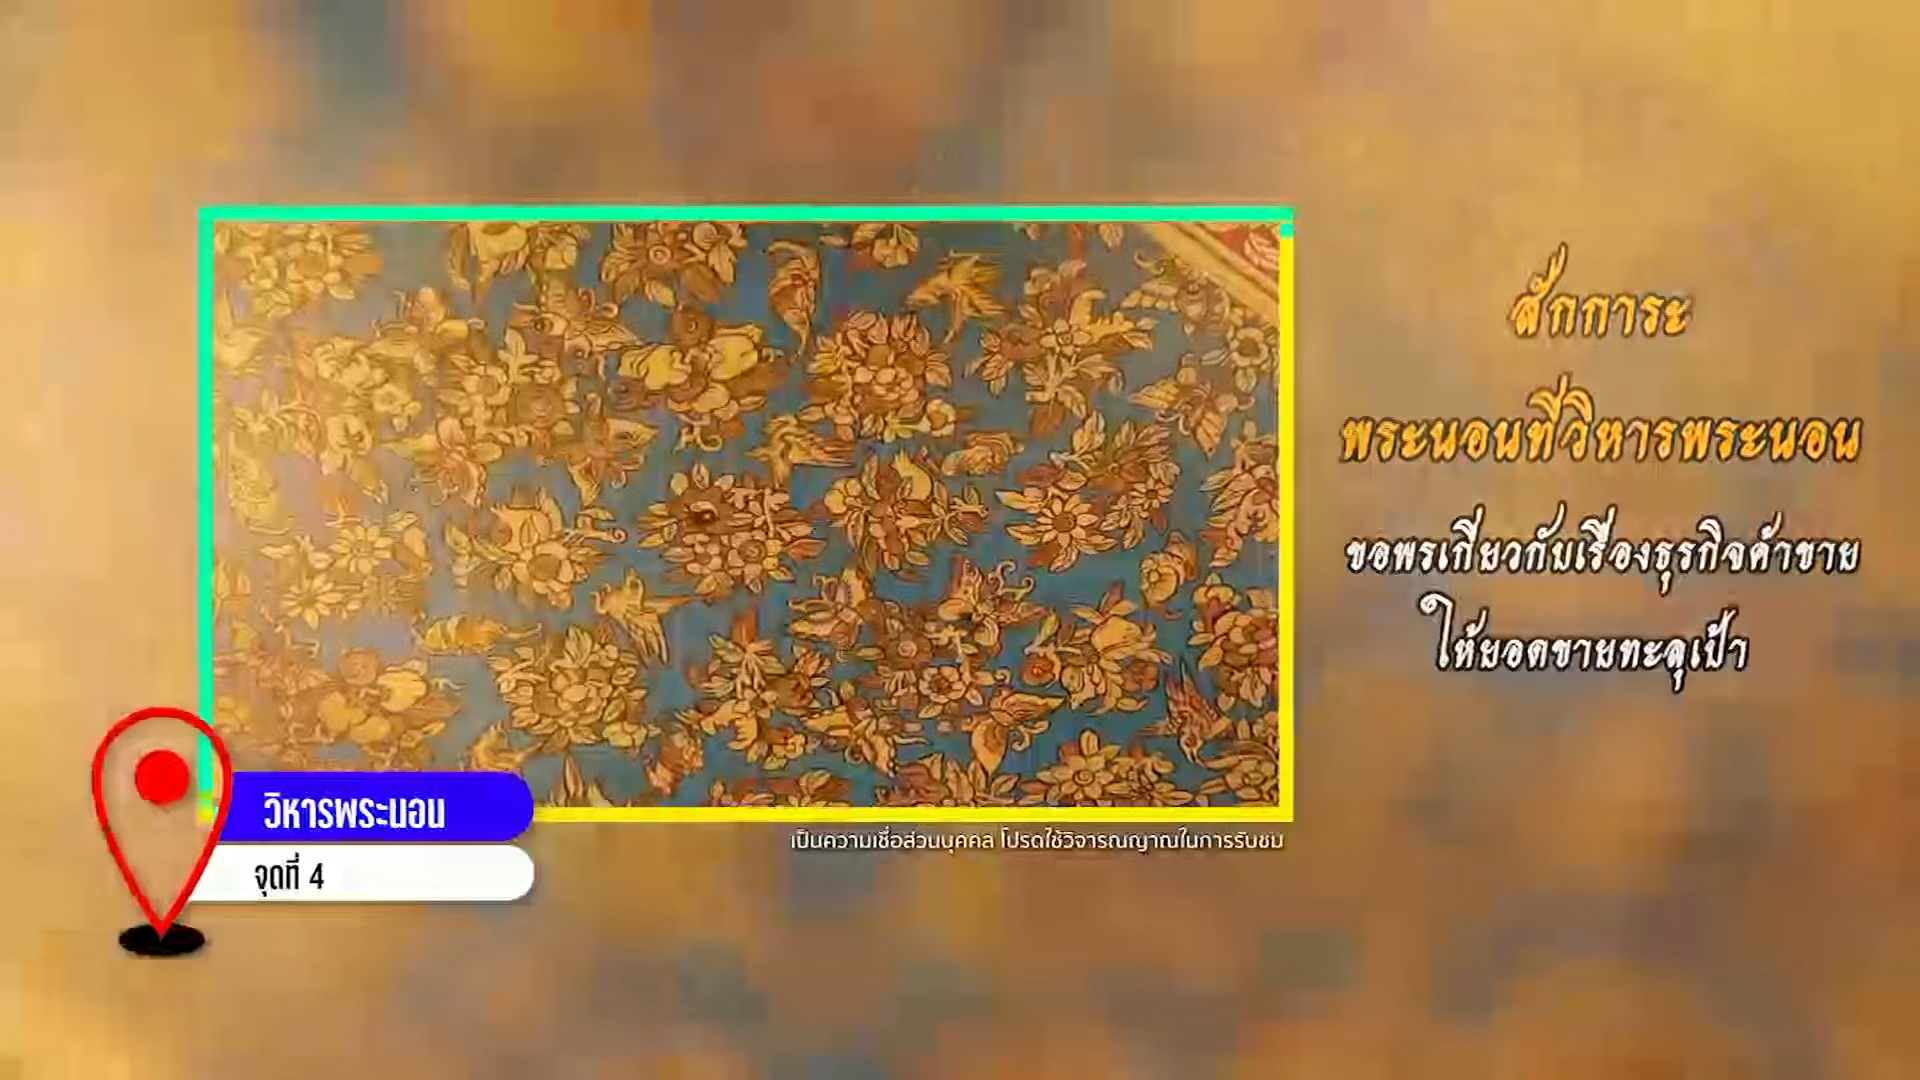 สักการะ
พระนอนที่วิหารพระนอน
ขอพรเกี่ยวกับเรื่องธุรกิจค้าขาย
ให้ยอดขายทะลุเป้า
วิหารพระนอน
จุดที่ 4
เป็นความเชื่อส่วนบุคคล โปรดใช้วิจารณญาณในการรับชม